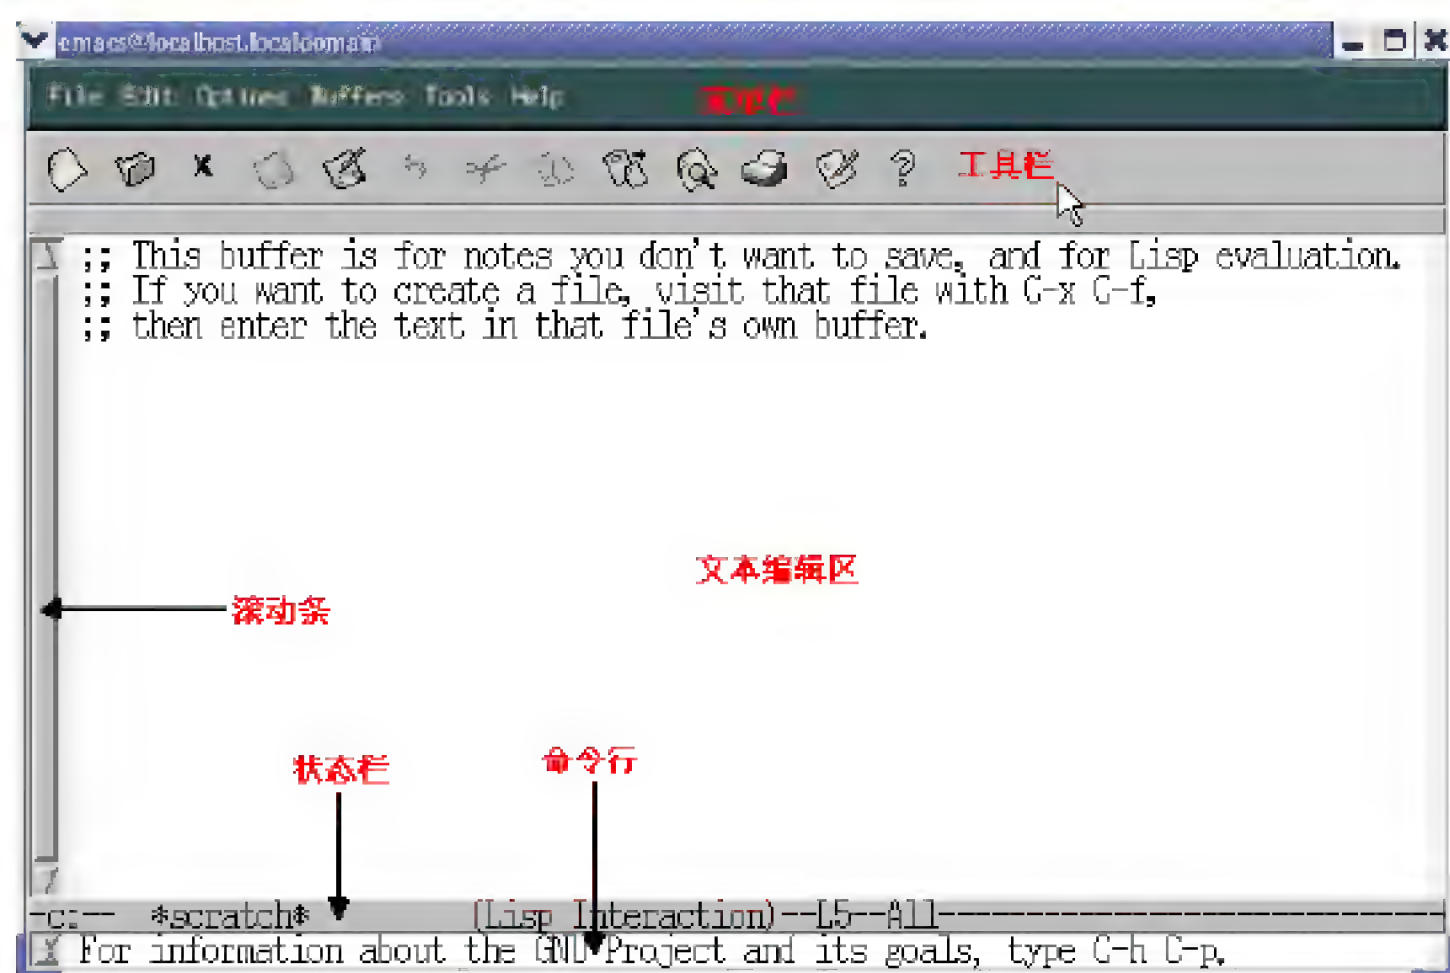 emacs@localhost.localdomain
File Edit Options Buffers Tools Help 菜单栏
工具栏
;; This buffer is for notes you don't want to save, and for Lisp evaluation.
;; If you want to create a file, visit that file with C-x C-f,
;; then enter the text in that file's own buffer.
文本编辑区
滚动条
状态栏 命令行
-c:-- *scratch* (Lisp Interaction)--L5--All--------------------------------
For information about the GNU Project and its goals, type C-h C-p.